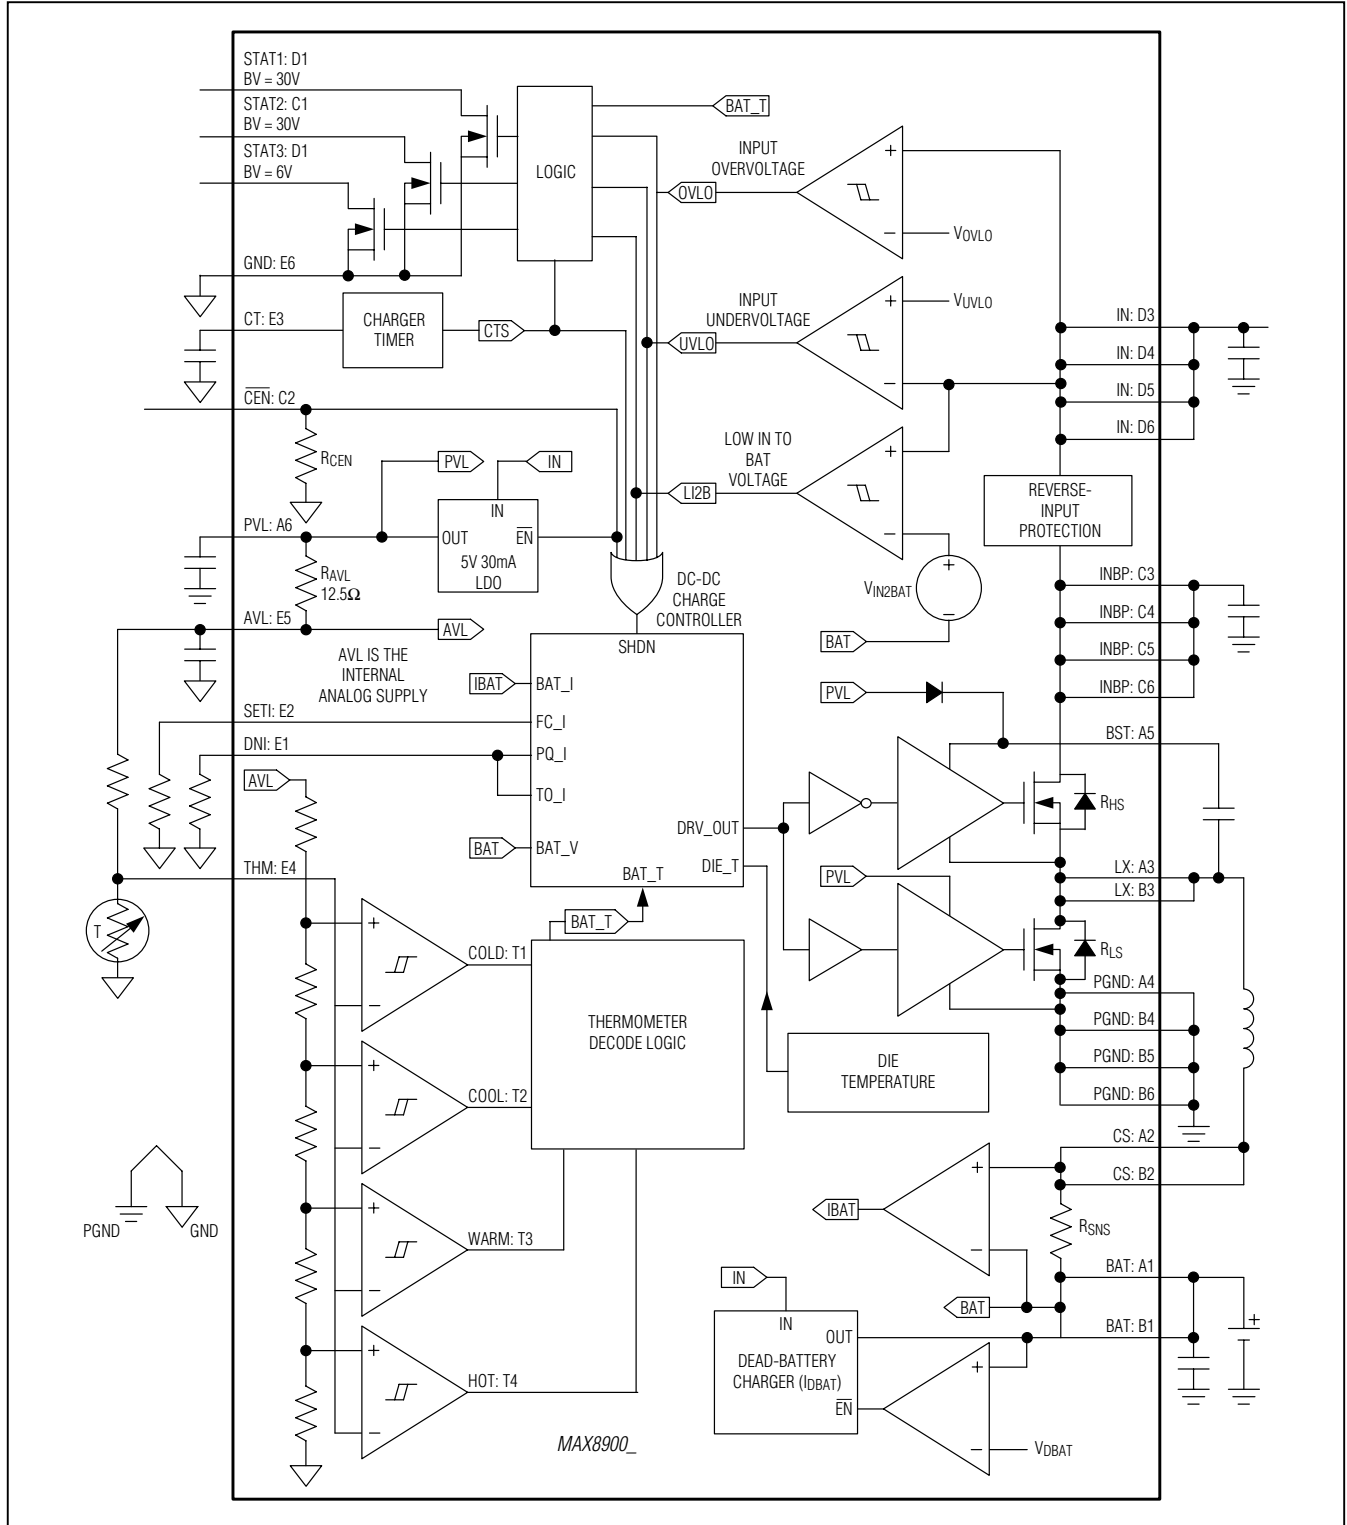 STAT1: D1
BV = 30V
STAT2: C1
BV = 30V
STAT3: D1
BV = 6V
GND: E6
CT: E3
CEN: C2
RCEN
PVL: A6
RAVL
12.5Ω
AVL: E5
AVL IS THE
INTERNAL
ANALOG SUPPLY
SETI: E2
DNI: E1
AVL
THM: E4
T
PGND
GND
LOGIC
CHARGER
TIMER
CTS
PVL
IN
IN
OUT
EN
5V 30mA
LDO
AVL
BAT_T
INPUT
OVERVOLTAGE
OVLO
+
−
VOVLO
INPUT
UNDERVOLTAGE
UVLO
+
−
VUVLO
LOW IN TO
BAT
VOLTAGE
LI2B
+
−
VIN2BAT
+
−
BAT
DC-DC
CHARGE
CONTROLLER
SHDN
IBAT
BAT_I
FC_I
PQ_I
TO_I
BAT
BAT_V
DRV_OUT
DIE_T
BAT_T
BAT_T
THERMOMETER
DECODE LOGIC
+
−
COLD: T1
+
−
COOL: T2
+
−
WARM: T3
+
−
HOT: T4
MAX8900_
DIE
TEMPERATURE
PVL
PVL
RHS
RLS
REVERSE-
INPUT
PROTECTION
IN: D3
IN: D4
IN: D5
IN: D6
INBP: C3
INBP: C4
INBP: C5
INBP: C6
BST: A5
LX: A3
LX: B3
PGND: A4
PGND: B4
PGND: B5
PGND: B6
CS: A2
CS: B2
RSNS
+
−
IBAT
BAT
BAT: A1
BAT: B1
+
IN
IN
OUT
DEAD-BATTERY
CHARGER (IDBAT)
EN
+
−
VDBAT